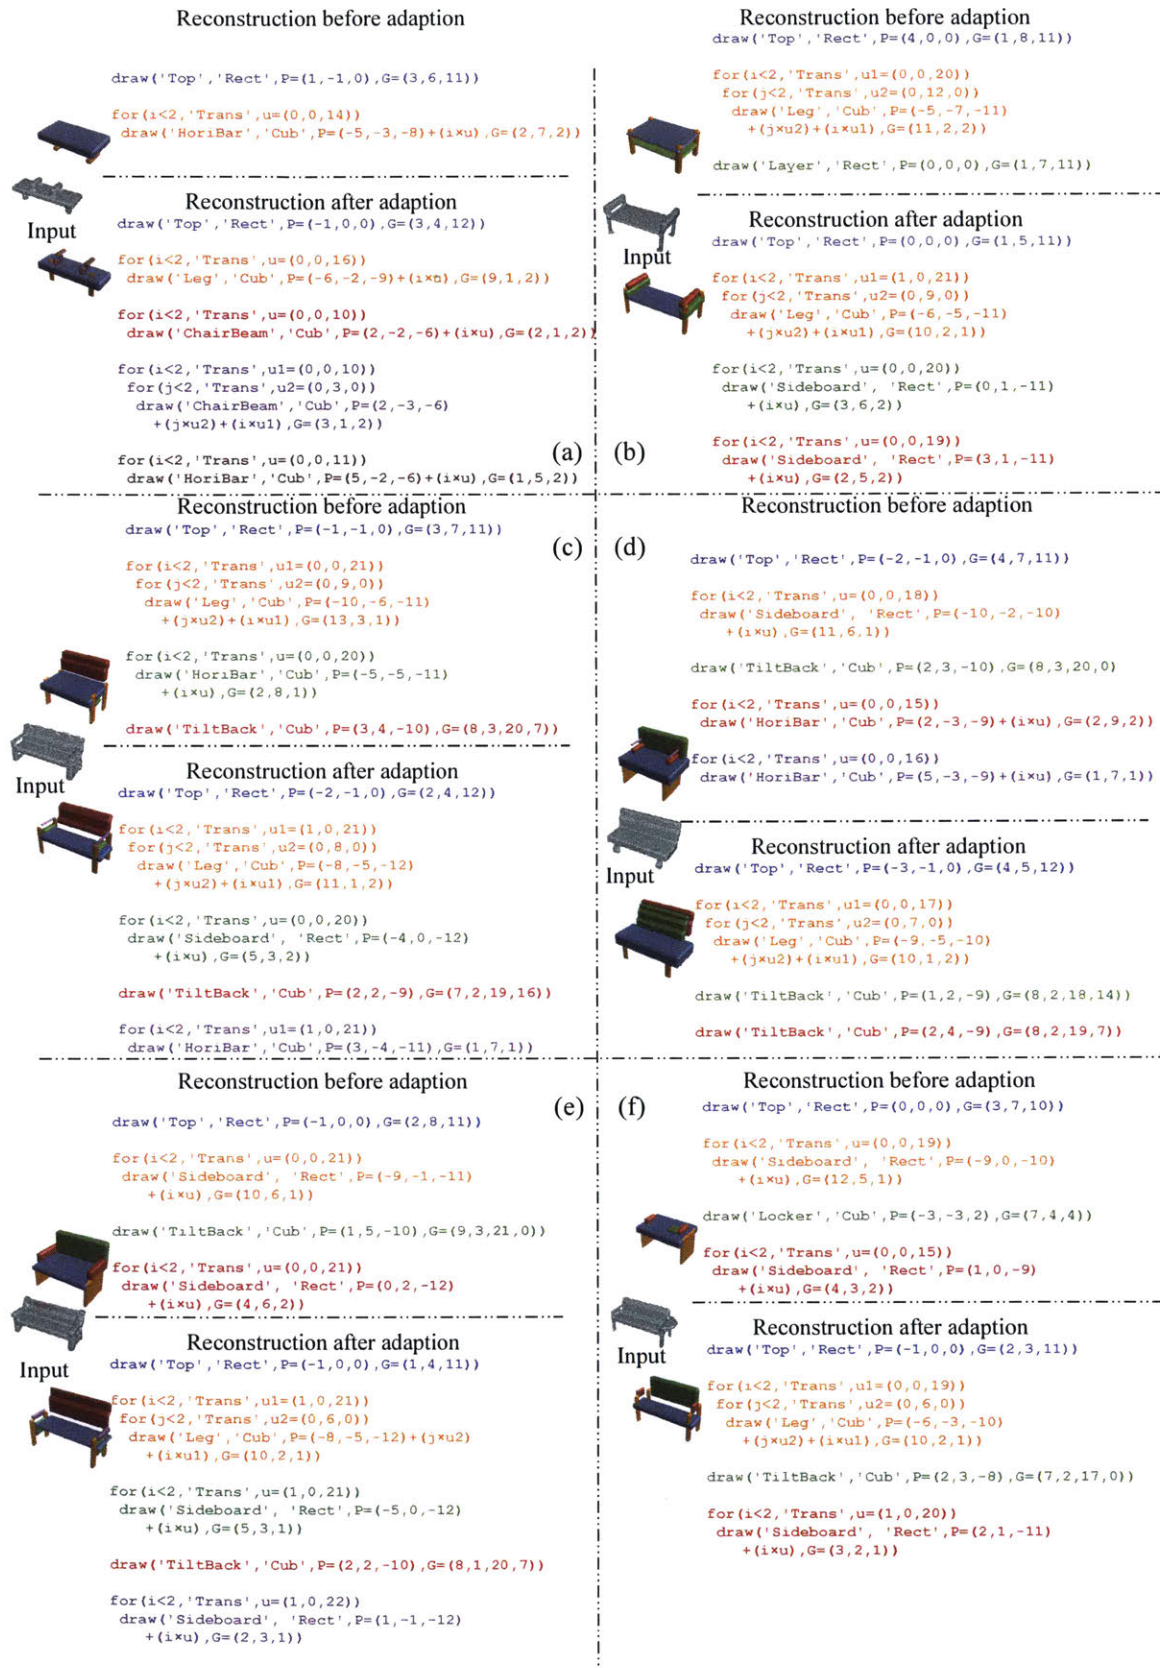 Reconstruction before adaption
draw('Top','Rect',P=(1,-1,0),G=(3,6,11))
for(i<2,'Trans',u=(0,0,14))
draw('HoriBar','Cub',P=(-5,-3,-8)+(i×u),G=(2,7,2))
Reconstruction after adaption
Input
draw('Top','Rect',P=(-1,0,0),G=(3,4,12))
for(i<2,'Trans',u=(0,0,16))
draw('Leg','Cub',P=(-6,-2,-9)+(i×u),G=(9,1,2))
for(i<2,'Trans',u=(0,0,10))
draw('ChairBeam','Cub',P=(2,-2,-6)+(i×u),G=(2,1,2))
for(i<2,'Trans',u1=(0,0,10))
for(j<2,'Trans',u2=(0,3,0))
draw('ChairBeam','Cub',P=(2,-3,-6)
+(j×u2)+(i×u1),G=(3,1,2))
for(i<2,'Trans',u=(0,0,11))
draw('HoriBar','Cub',P=(5,-2,-6)+(i×u),G=(1,5,2))
(a)
Reconstruction before adaption
draw('Top','Rect',P=(4,0,0),G=(1,8,11))
for(i<2,'Trans',u1=(0,0,20))
for(j<2,'Trans',u2=(0,12,0))
draw('Leg','Cub',P=(-5,-7,-11)
+(j×u2)+(i×u1),G=(11,2,2))
draw('Layer','Rect',P=(0,0,0),G=(1,7,11))
Reconstruction after adaption
Input
draw('Top','Rect',P=(0,0,0),G=(1,5,11))
for(i<2,'Trans',u1=(1,0,21))
for(j<2,'Trans',u2=(0,9,0))
draw('Leg','Cub',P=(-6,-5,-11)
+(j×u2)+(i×u1),G=(10,2,1))
for(i<2,'Trans',u=(0,0,20))
draw('Sideboard', 'Rect',P=(0,1,-11)
+(i×u),G=(3,6,2))
for(i<2,'Trans',u=(0,0,19))
draw('Sideboard', 'Rect',P=(3,1,-11)
+(i×u),G=(2,5,2))
(b)
Reconstruction before adaption
draw('Top','Rect',P=(-1,-1,0),G=(3,7,11))
(c)
for(i<2,'Trans',u1=(0,0,21))
for(j<2,'Trans',u2=(0,9,0))
draw('Leg','Cub',P=(-10,-6,-11)
+(j×u2)+(i×u1),G=(13,3,1))
for(i<2,'Trans',u=(0,0,20))
draw('HoriBar','Cub',P=(-5,-5,-11)
+(i×u),G=(2,8,1))
draw('TiltBack','Cub',P=(3,4,-10),G=(8,3,20,7))
Reconstruction after adaption
Input
draw('Top','Rect',P=(-2,-1,0),G=(2,4,12))
for(i<2,'Trans',u1=(1,0,21))
for(j<2,'Trans',u2=(0,8,0))
draw('Leg','Cub',P=(-8,-5,-12)
+(j×u2)+(i×u1),G=(11,1,2))
for(i<2,'Trans',u=(0,0,20))
draw('Sideboard', 'Rect',P=(-4,0,-12)
+(i×u),G=(5,3,2))
draw('TiltBack','Cub',P=(2,2,-9),G=(7,2,19,16))
for(i<2,'Trans',u1=(1,0,21))
draw('HoriBar','Cub',P=(3,-4,-11),G=(1,7,1)
Reconstruction before adaption
(d)
draw('Top','Rect',P=(-2,-1,0),G=(4,7,11))
for(i<2,'Trans',u=(0,0,18))
draw('Sideboard', 'Rect',P=(-10,-2,-10)
+(i×u),G=(11,6,1))
draw('TiltBack','Cub',P=(2,3,-10),G=(8,3,20,0)
for(i<2,'Trans',u=(0,0,15))
draw('HoriBar','Cub',P=(2,-3,-9)+(i×u),G=(2,9,2))
for(i<2,'Trans',u=(0,0,16))
draw('HoriBar','Cub',P=(5,-3,-9)+(i×u),G=(1,7,1))
Reconstruction after adaption
Input
draw('Top','Rect',P=(-3,-1,0),G=(4,5,12))
for(i<2,'Trans',u1=(0,0,17))
for(j<2,'Trans',u2=(0,7,0))
draw('Leg','Cub',P=(-9,-5,-10)
+(j×u2)+(i×u1),G=(10,1,2))
draw('TiltBack','Cub',P=(1,2,-9),G=(8,2,18,14))
draw('TiltBack','Cub',P=(2,4,-9),G=(8,2,19,7))
Reconstruction before adaption
(e)
draw('Top','Rect',P=(-1,0,0),G=(2,8,11))
for(i<2,'Trans',u=(0,0,21))
draw('Sideboard', 'Rect',P=(-9,-1,-11)
+(i×u),G=(10,6,1))
draw('TiltBack','Cub',P=(1,5,-10),G=(9,3,21,0))
for(i<2,'Trans',u=(0,0,21))
draw('Sideboard', 'Rect',P=(0,2,-12)
+(i×u),G=(4,6,2))
Reconstruction after adaption
Input
draw('Top','Rect',P=(-1,0,0),G=(1,4,11))
for(i<2,'Trans',u1=(1,0,21))
for(j<2,'Trans',u2=(0,6,0))
draw('Leg','Cub',P=(-8,-5,-12)+(j×u2)
+(i×u1),G=(10,2,1))
for(i<2,'Trans',u=(1,0,21))
draw('Sideboard', 'Rect',P=(-5,0,-12)
+(i×u),G=(5,3,1))
draw('TiltBack','Cub',P=(2,2,-10),G=(8,1,20,7))
for(i<2,'Trans',u=(1,0,22))
draw('Sideboard', 'Rect',P=(1,-1,-12)
+(i×u),G=(2,3,1))
Reconstruction before adaption
(f)
draw('Top','Rect',P=(0,0,0),G=(3,7,10))
for(i<2,'Trans',u=(0,0,19))
draw('Sideboard', 'Rect',P=(-9,0,-10)
+(i×u),G=(12,5,1))
draw('Locker','Cub',P=(-3,-3,2),G=(7,4,4))
for(i<2,'Trans',u=(0,0,15))
draw('Sideboard', 'Rect',P=(1,0,-9)
+(i×u),G=(4,3,2))
Reconstruction after adaption
Input
draw('Top','Rect',P=(-1,0,0),G=(2,3,11))
for(i<2,'Trans',u1=(0,0,19))
for(j<2,'Trans',u2=(0,6,0))
draw('Leg','Cub',P=(-6,-3,-10)
+(j×u2)+(i×u1),G=(10,2,1))
draw('TiltBack','Cub',P=(2,3,-8),G=(7,2,17,0))
for(i<2,'Trans',u=(1,0,20))
draw('Sideboard', 'Rect',P=(2,1,-11)
+(i×u),G=(3,2,1))